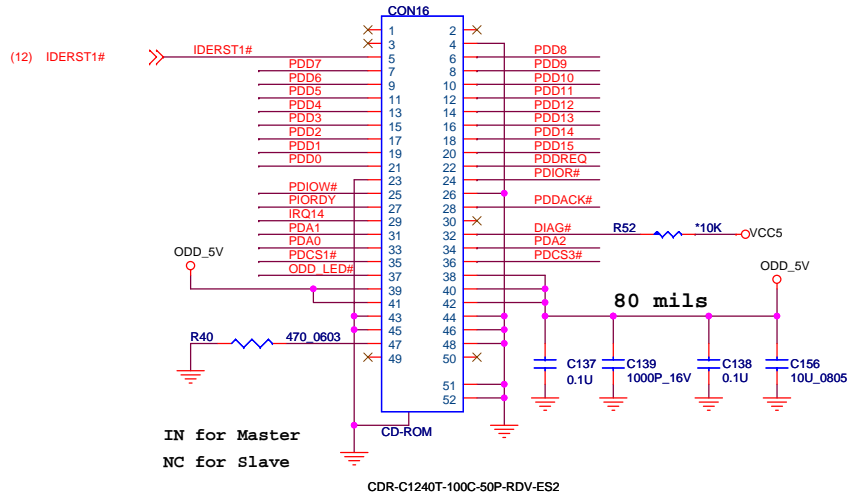 CON16
1 2
3 4
(12) IDERST1# IDERST1# 5 6 PDD8
PDD7 7 8 PDD9
PDD6 9 10 PDD10
PDD5 11 12 PDD11
PDD4 13 14 PDD12
PDD3 15 16 PDD13
PDD2 17 18 PDD14
PDD1 19 20 PDD15
PDD0 21 22 PDDREQ
23 24 PDIOR#
PDIOW# 25 26
PIORDY 27 28 PDDACK#
IRQ14 29 30
PDA1 31 32 DIAG# R52 *10K VCC5
PDA0 33 34 PDA2
PDCS1# 35 36 PDCS3#
ODD_5V ODD_LED# 37 38 ODD_5V
39 40
41 42 80 mils
43 44
45 46
R40 470_0603 47 48
49 50
C137 0.1U
C139 1000P_16V
C138 0.1U
C156 10U_0805
51
52
CD-ROM
IN for Master
NC for Slave
CDR-C1240T-100C-50P-RDV-ES2